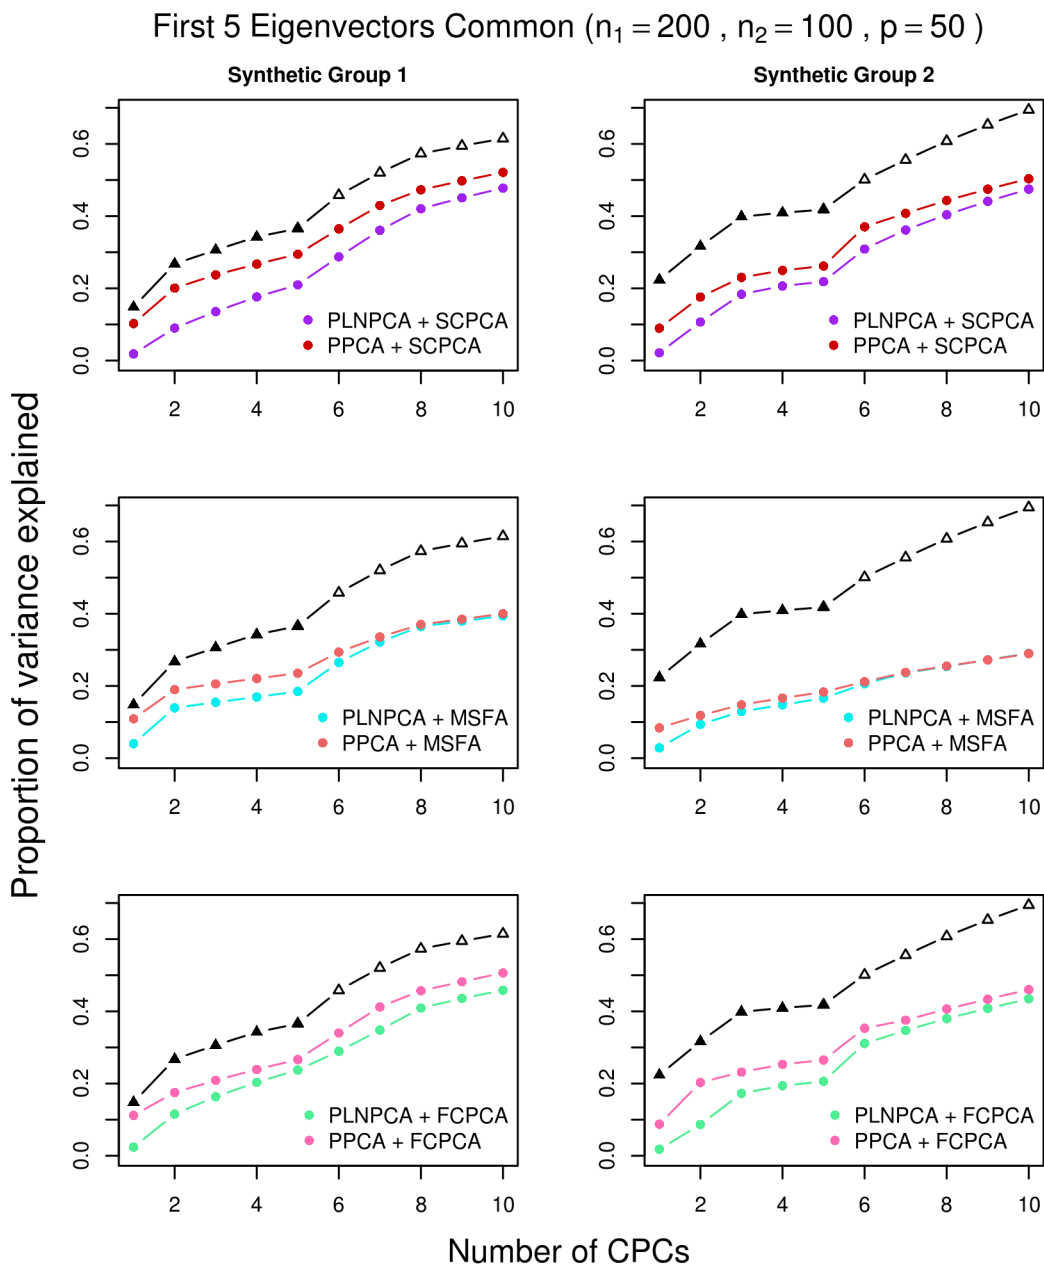 First 5 Eigenvectors Common (n₁ = 200 , n₂ = 100 , p = 50 )
Synthetic Group 1
Synthetic Group 2
Proportion of variance explained
0.6
0.4
0.2
0.0
PLNPCA + SCPCA
PPCA + SCPCA
2 4 6 8 10
0.6
0.4
0.2
0.0
PLNPCA + SCPCA
PPCA + SCPCA
2 4 6 8 10
0.6
0.4
0.2
0.0
PLNPCA + MSFA
PPCA + MSFA
2 4 6 8 10
0.6
0.4
0.2
0.0
PLNPCA + MSFA
PPCA + MSFA
2 4 6 8 10
0.6
0.4
0.2
0.0
PLNPCA + FCPCA
PPCA + FCPCA
2 4 6 8 10
0.6
0.4
0.2
0.0
PLNPCA + FCPCA
PPCA + FCPCA
2 4 6 8 10
Number of CPCs